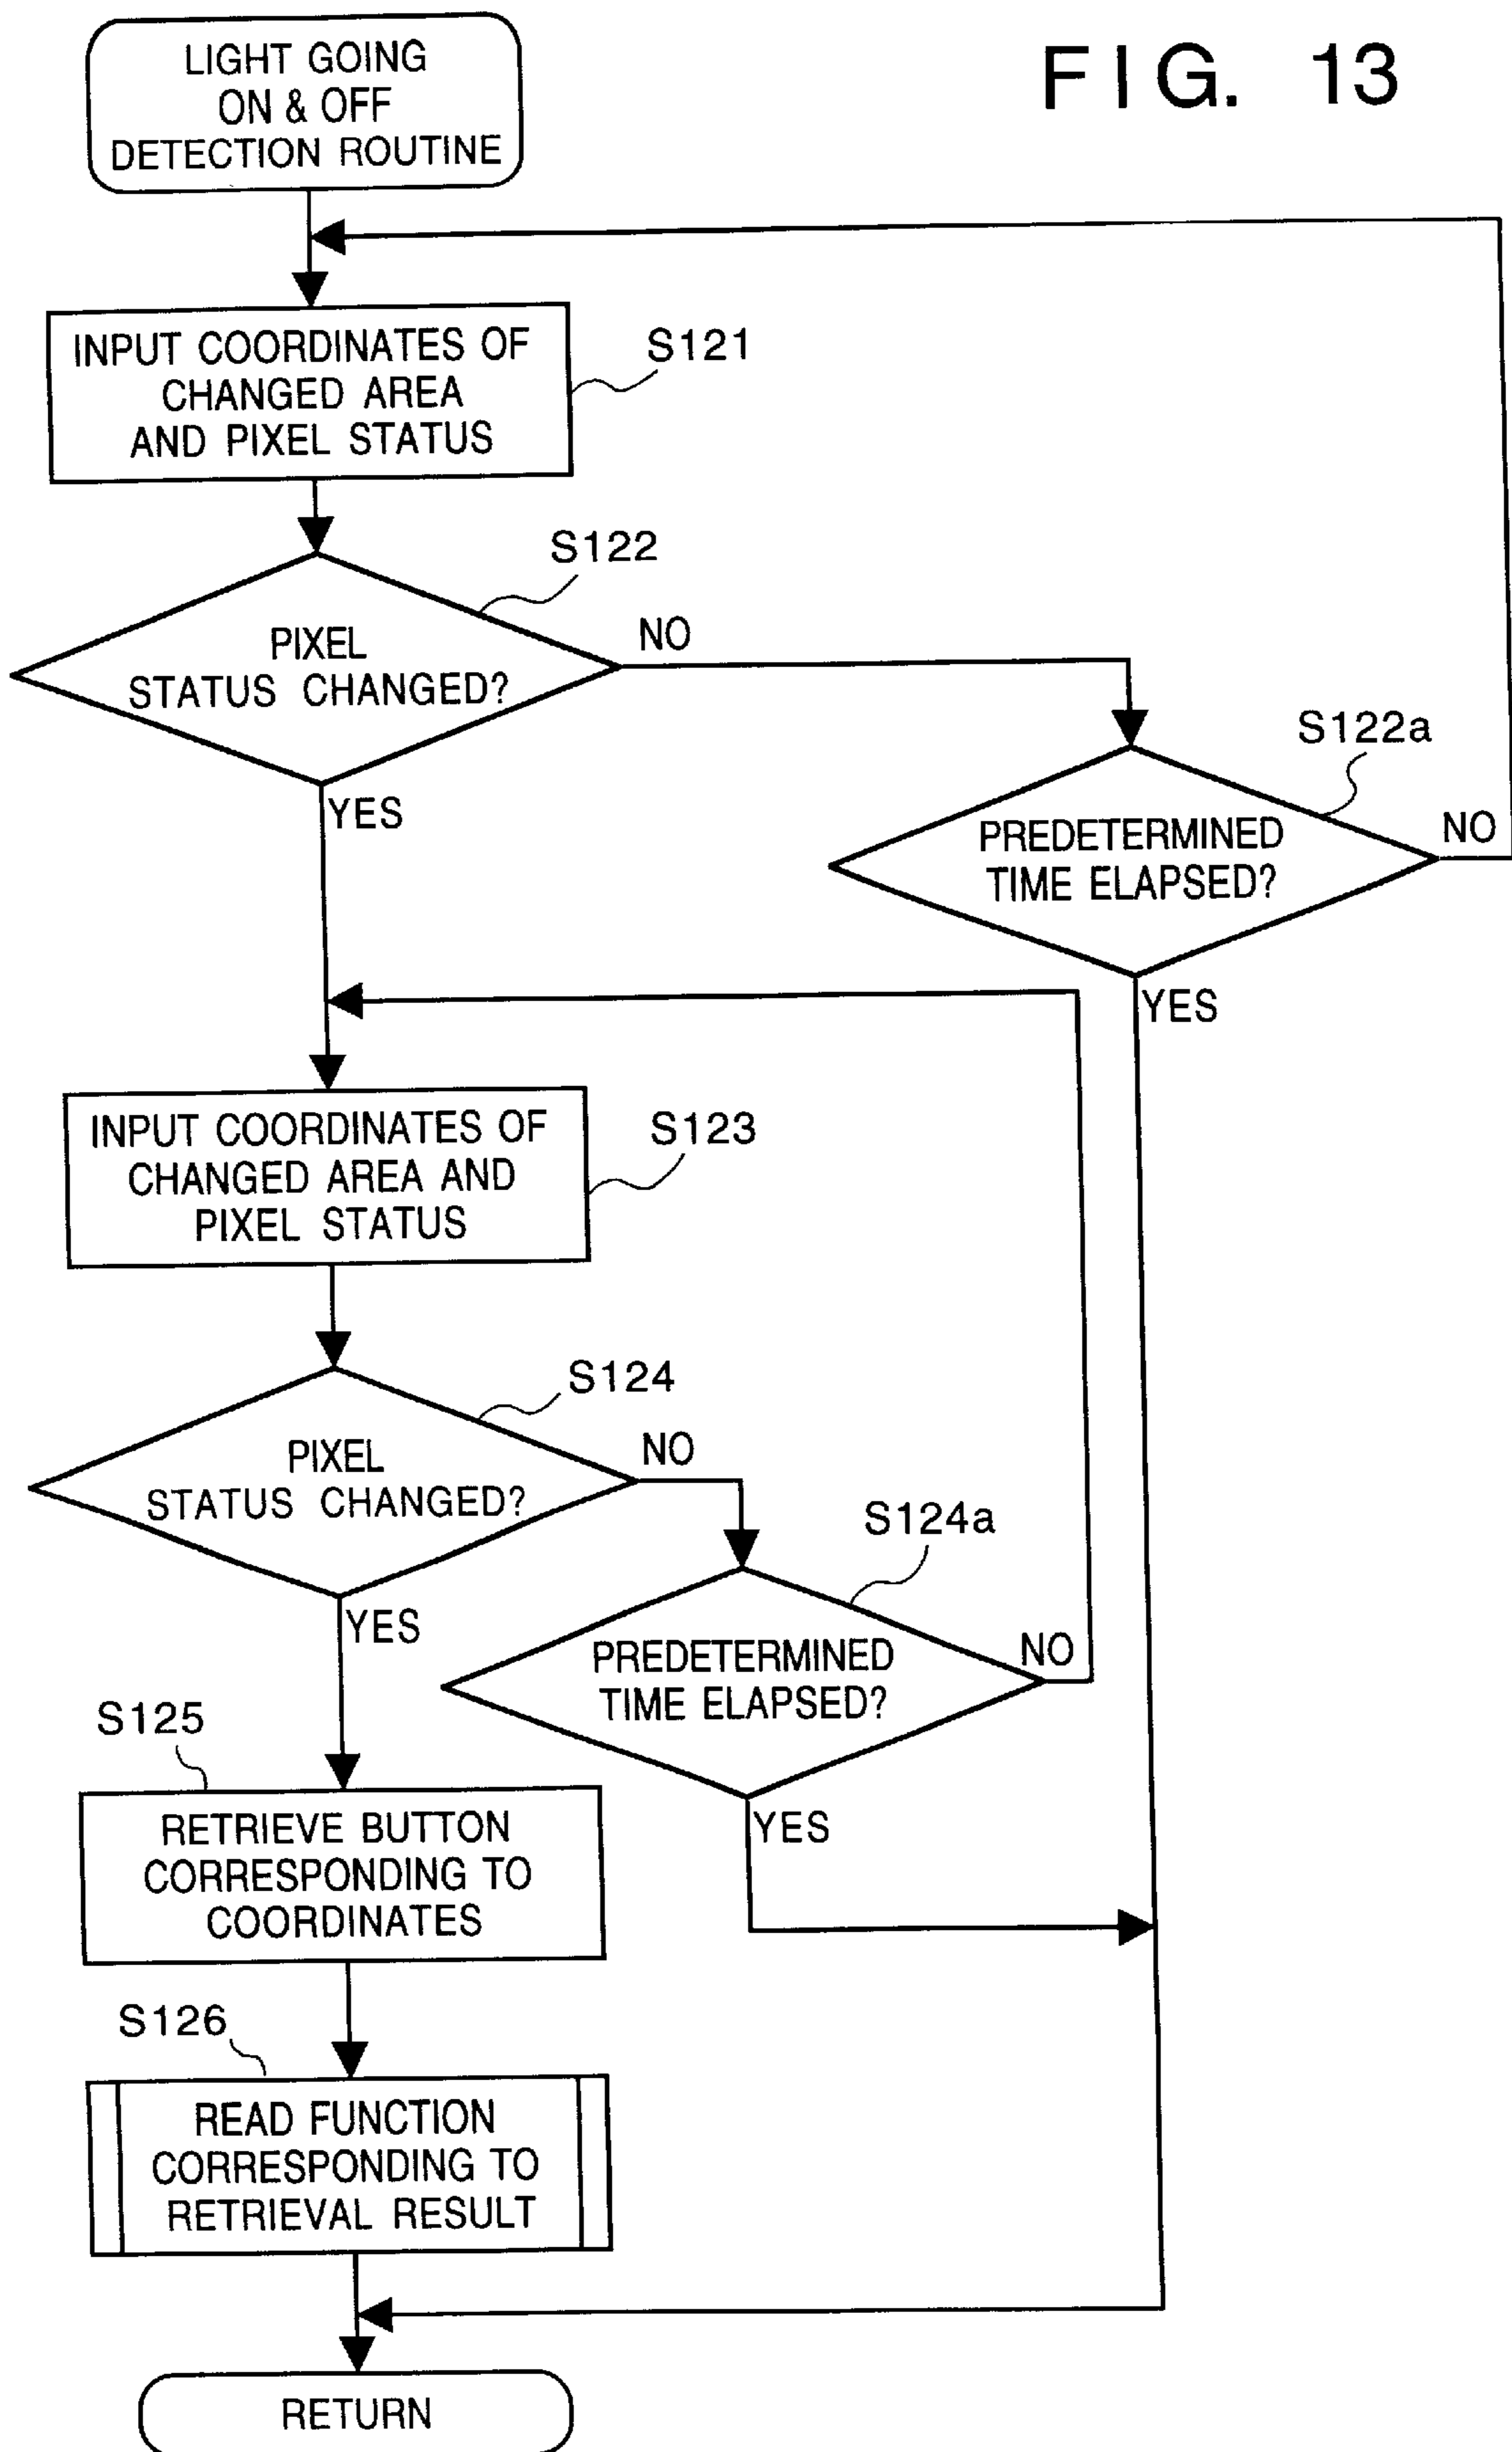 LIGHT GOING
ON & OFF
DETECTION ROUTINE
FIG. 13
INPUT COORDINATES OF
CHANGED AREA
AND PIXEL STATUS
S121
S122
PIXEL
STATUS CHANGED?
NO
YES
S122a
PREDETERMINED
TIME ELAPSED?
NO
YES
INPUT COORDINATES OF
CHANGED AREA AND
PIXEL STATUS
S123
S124
PIXEL
STATUS CHANGED?
NO
YES
S124a
PREDETERMINED
TIME ELAPSED?
NO
YES
S125
RETRIEVE BUTTON
CORRESPONDING TO
COORDINATES
S126
READ FUNCTION
CORRESPONDING TO
RETRIEVAL RESULT
RETURN